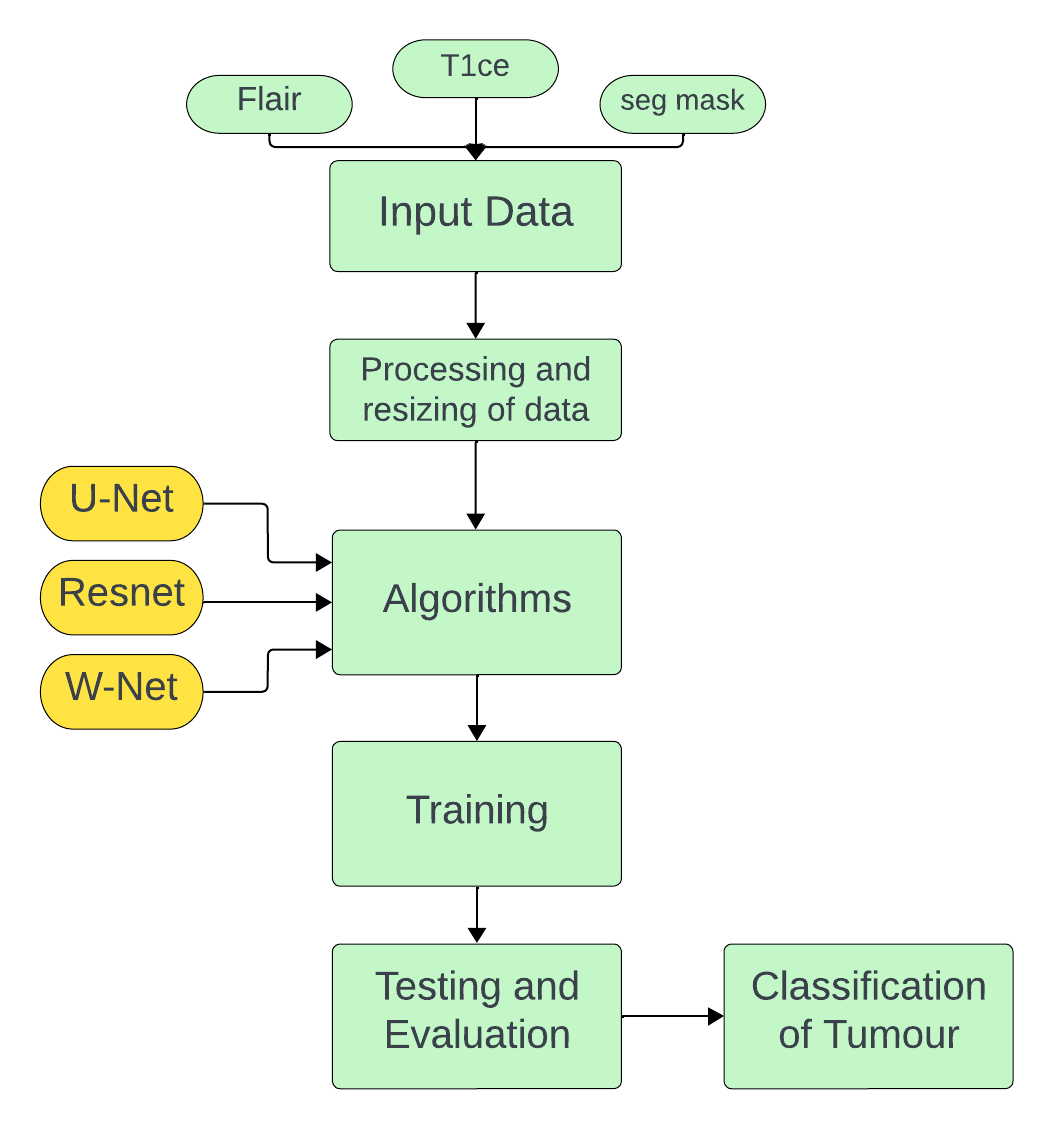 T1ce
Flair
seg mask
Input Data
Processing and
resizing of data
U-Net
Resnet
W-Net
Algorithms
Training
Testing and
Evaluation
Classification
of Tumour